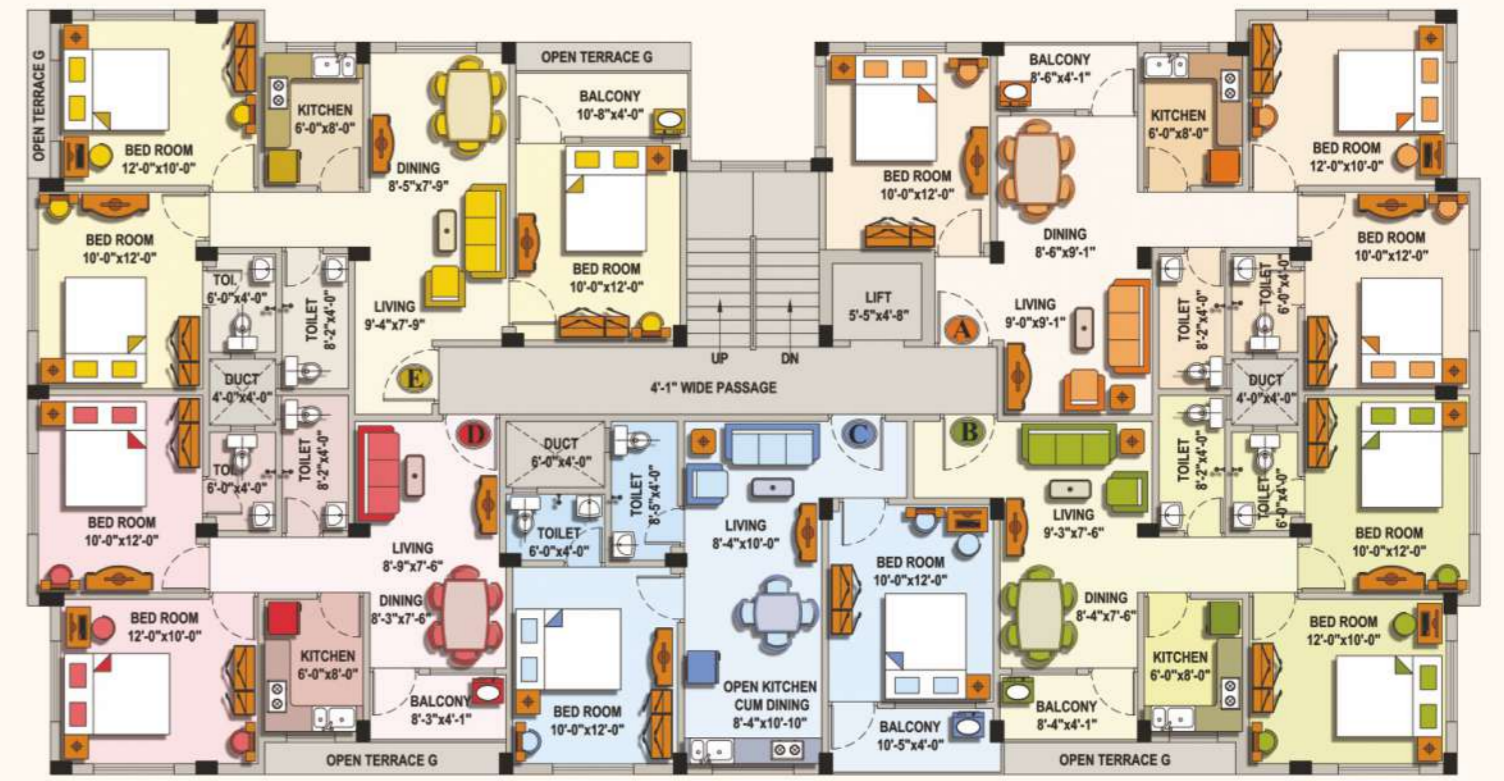 OPEN TERRACE G
BED ROOM
12'-0"x10'-0"
KITCHEN
6'-0"x8'-0"
DINING
8'-5"x7'-9"
OPEN TERRACE G
BALCONY
10'-8"x4'-0"
BED ROOM
10'-0"x12'-0"
BED ROOM
10'-0"x12'-0"
TOI.
6'-0"x4'-0"
TOILET
8'-2"x4'-0"
LIVING
9'-4"x7'-9"
E
DUCT
4'-0"x4'-0"
UP
DN
LIFT
5'-5"x4'-8"
4'-1" WIDE PASSAGE
BED ROOM
10'-0"x12'-0"
BALCONY
8'-6"x4'-1"
KITCHEN
6'-0"x8'-0"
BED ROOM
12'-0"x10'-0"
DINING
8'-6"x9'-1"
BED ROOM
10'-0"x12'-0"
LIVING
9'-0"x9'-1"
A
TOILET
8'-2"x4'-0"
TOILET
6'-0"x4'-0"
DUCT
4'-0"x4'-0"
BED ROOM
10'-0"x12'-0"
TOI.
6'-0"x4'-0"
TOILET
8'-2"x4'-0"
D
LIVING
8'-9"x7'-6"
DINING
8'-3"x7'-6"
BED ROOM
12'-0"x10'-0"
KITCHEN
6'-0"x8'-0"
BALCONY
8'-3"x4'-1"
OPEN TERRACE G
DUCT
6'-0"x4'-0"
TOILET
6'-0"x4'-0"
TOILET
8'-5"x4'-0"
BED ROOM
10'-0"x12'-0"
C
LIVING
8'-4"x10'-0"
OPEN KITCHEN
CUM DINING
8'-4"x10'-10"
BED ROOM
10'-0"x12'-0"
BALCONY
10'-5"x4'-0"
B
LIVING
9'-3"x7'-6"
DINING
8'-4"x7'-6"
TOILET
8'-2"x4'-0"
TOILET
6'-0"x4'-0"
BED ROOM
10'-0"x12'-0"
KITCHEN
6'-0"x8'-0"
BED ROOM
12'-0"x10'-0"
BALCONY
8'-4"x4'-1"
OPEN TERRACE G